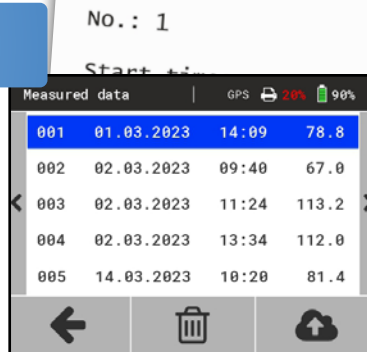 No.: 1
Start time
Measured data | GPS 20% 90%
001 01.03.2023 14:09 78.8
002 02.03.2023 09:40 67.0
003 02.03.2023 11:24 113.2
004 02.03.2023 13:34 112.0
005 14.03.2023 10:20 81.4